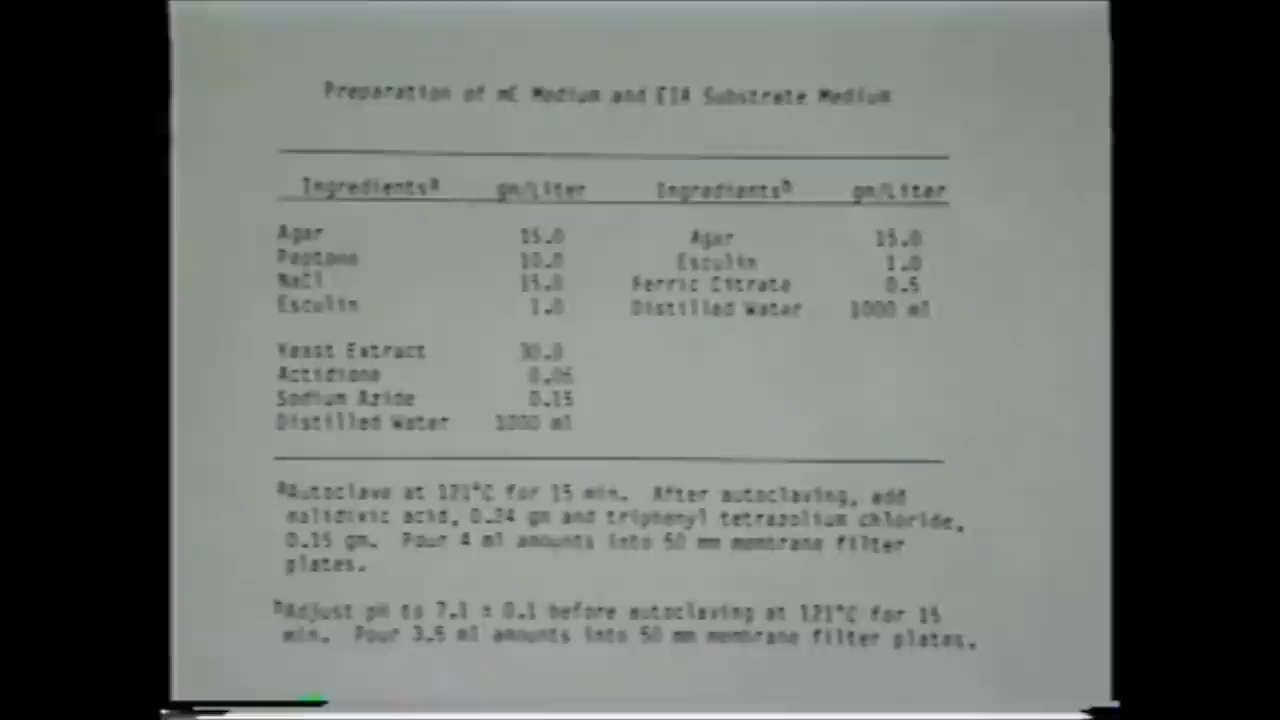 Preparation of mE Medium and EIA Substrate Medium
Ingredientsa gm/Liter Ingredientsb gm/Liter
Agar 15.0 Agar 15.0
Peptone 10.0 Esculin 1.0
NaCl 15.0 Ferric Citrate 0.5
Esculin 1.0 Distilled Water 1000 ml
Yeast Extract 30.0
Actidione 0.05
Sodium Azide 0.15
Distilled Water 1000 ml
aAutoclave at 121°C for 15 min. After autoclaving, add
nalidixic acid, 0.24 gm and triphenyl tetrazolium chloride,
0.15 gm. Pour 4 ml amounts into 50 mm membrane filter
plates.
bAdjust pH to 7.1 ± 0.1 before autoclaving at 121°C for 15
min. Pour 3.5 ml amounts into 50 mm membrane filter plates.